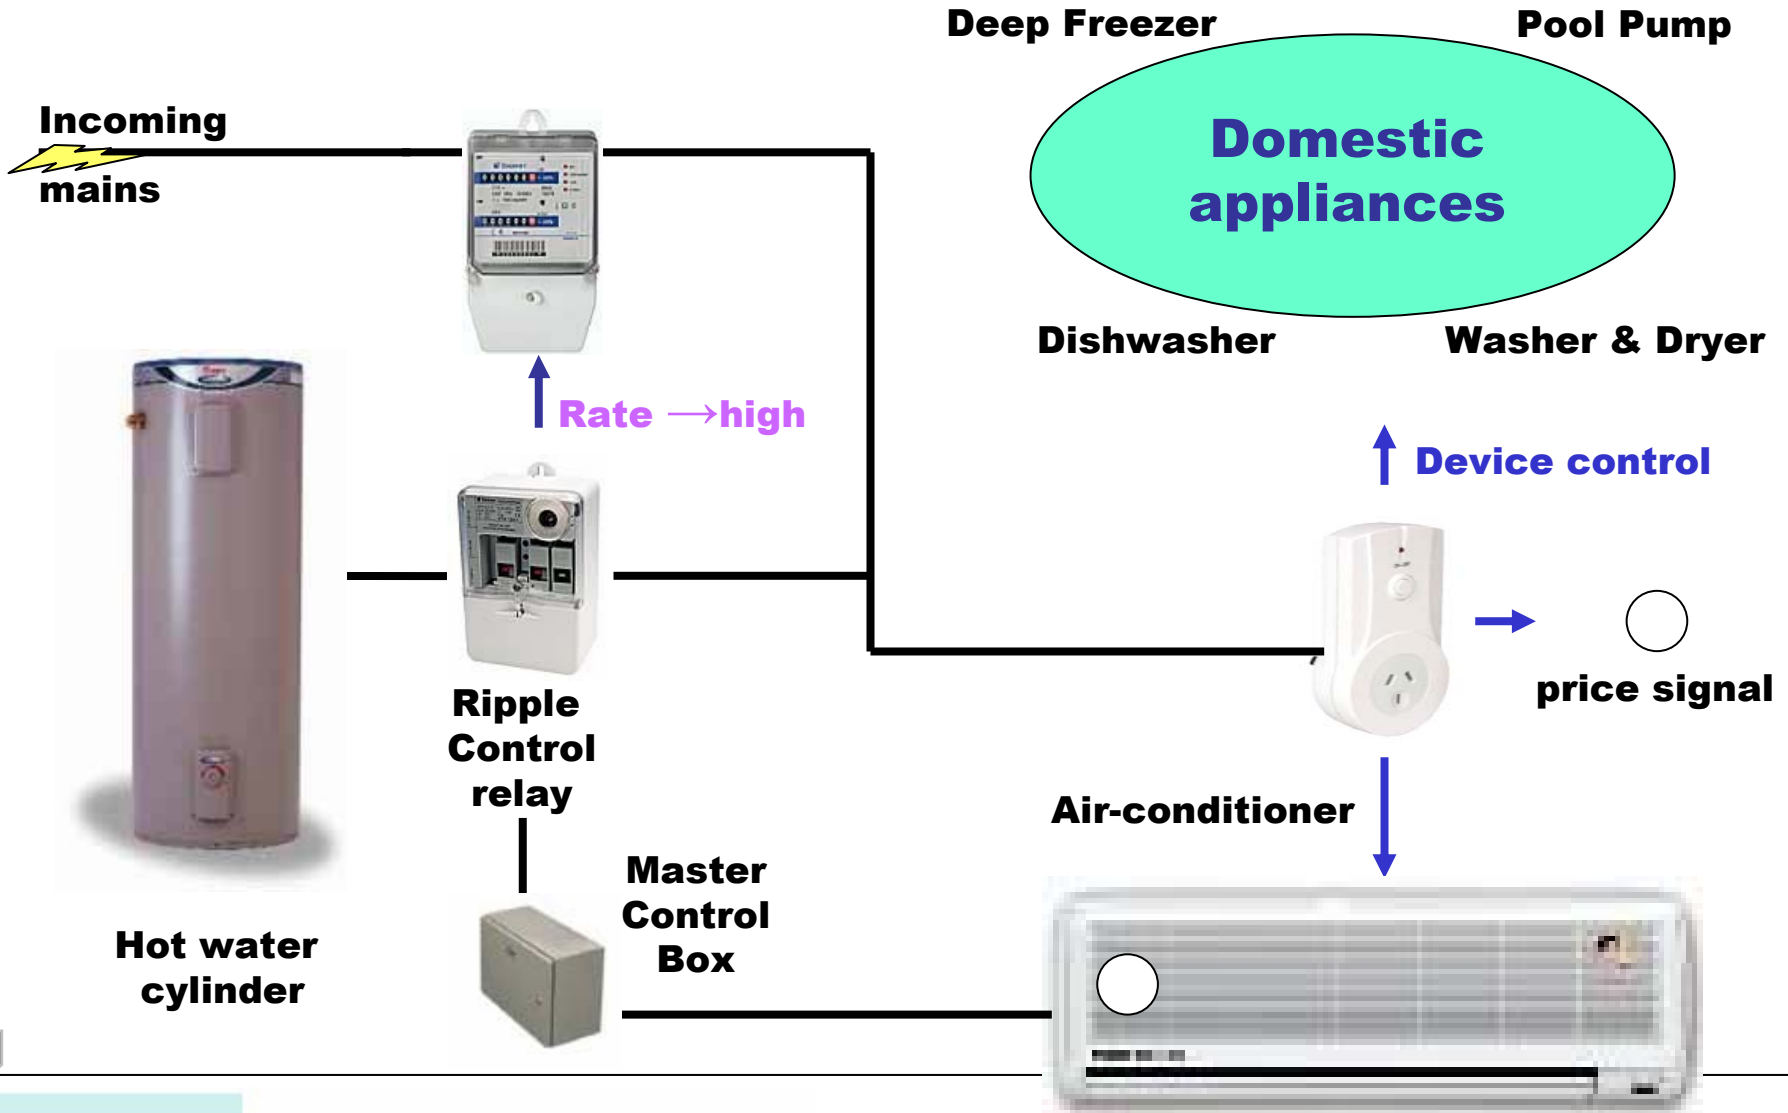 Deep Freezer
Pool Pump
Incoming
mains
Domestic
appliances
Dishwasher
Washer & Dryer
Rate →high
Device control
price signal
Ripple
Control
relay
Air-conditioner
Master
Control
Box
Hot water
cylinder